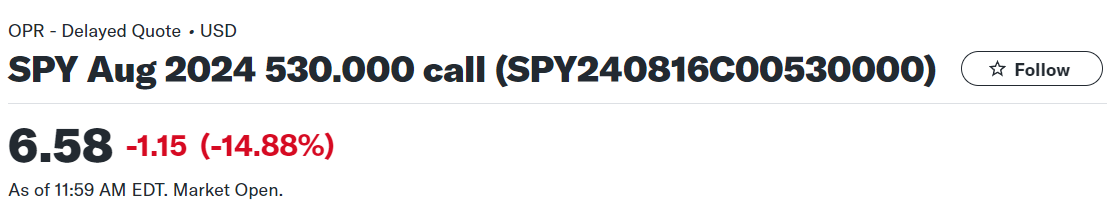 OPR - Delayed Quote • USD
SPY Aug 2024 530.000 call (SPY240816C00530000)
Follow
6.58 -1.15 (-14.88%)
As of 11:59 AM EDT. Market Open.